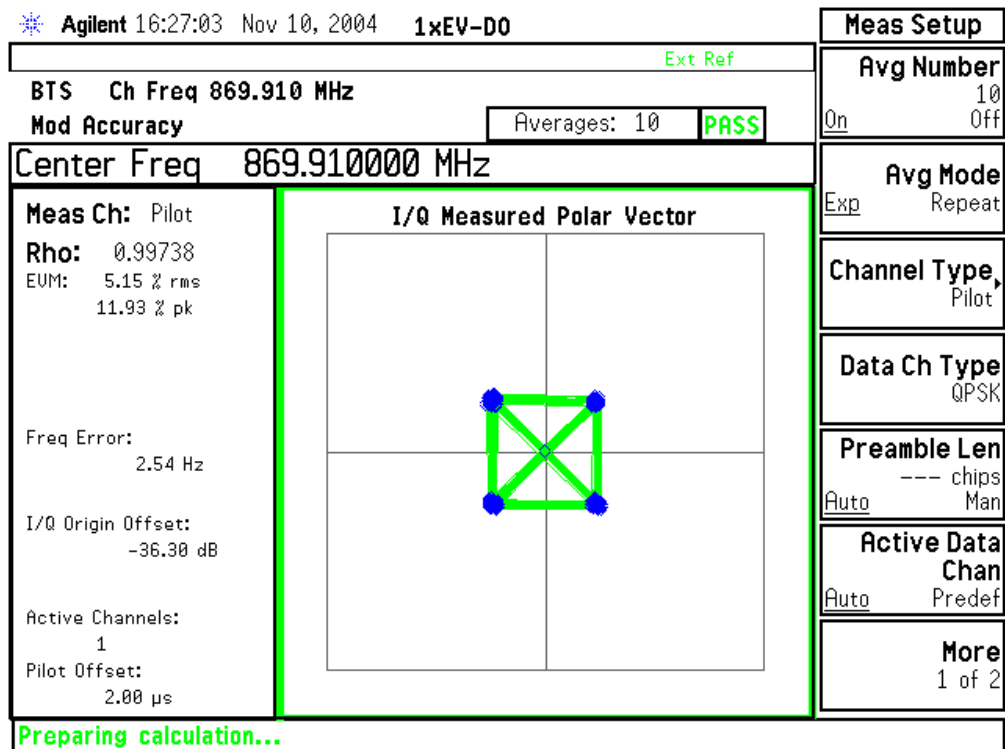 Agilent 16:27:03 Nov 10, 2004 1xEV-DO
Ext Ref
BTS Ch Freq 869.910 MHz
Mod Accuracy
Averages: 10 PASS
Center Freq 869.910000 MHz
Meas Ch: Pilot
Rho: 0.99738
EVM: 5.15 % rms
11.93 % pk
Freq Error:
2.54 Hz
I/Q Origin Offset:
-36.30 dB
Active Channels:
1
Pilot Offset:
2.00 µs
I/Q Measured Polar Vector
Meas Setup
Avg Number
10
On Off
Avg Mode
Exp Repeat
Channel Type
Pilot
Data Ch Type
QPSK
Preamble Len
--- chips
Auto Man
Active Data
Chan
Auto Predef
More
1 of 2
Preparing calculation...